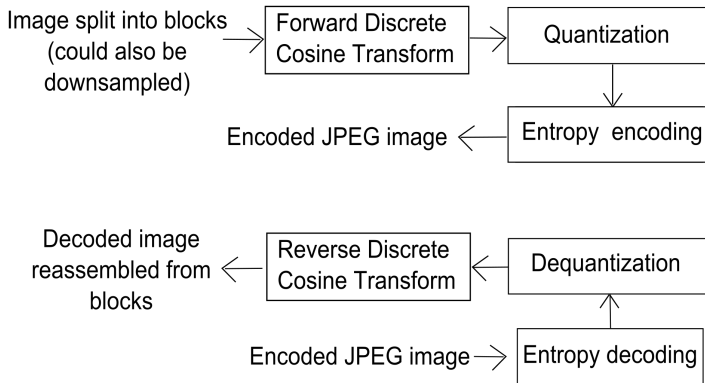 Image split into blocks
(could also be
downsampled)
Forward Discrete
Cosine Transform
Quantization
Encoded JPEG image
Entropy encoding
Decoded image
reassembled from
blocks
Reverse Discrete
Cosine Transform
Dequantization
Encoded JPEG image
Entropy decoding